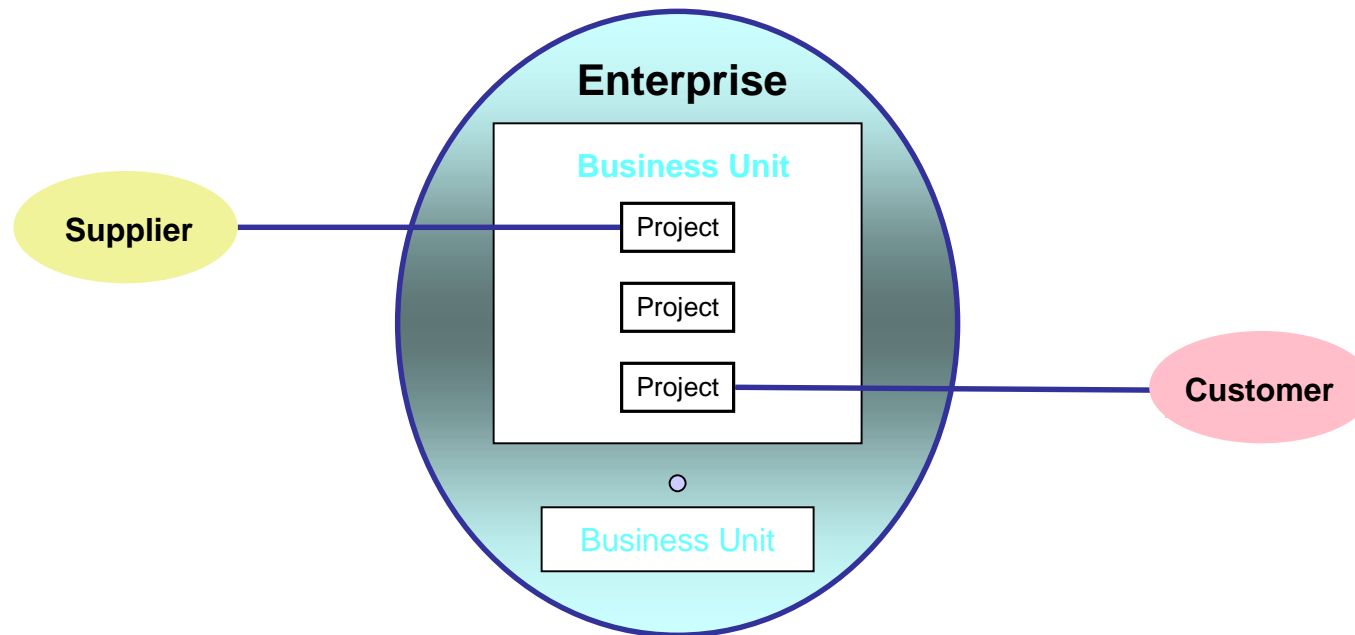 Enterprise
Business Unit
Supplier
Project
Project
Project
Customer
Business Unit